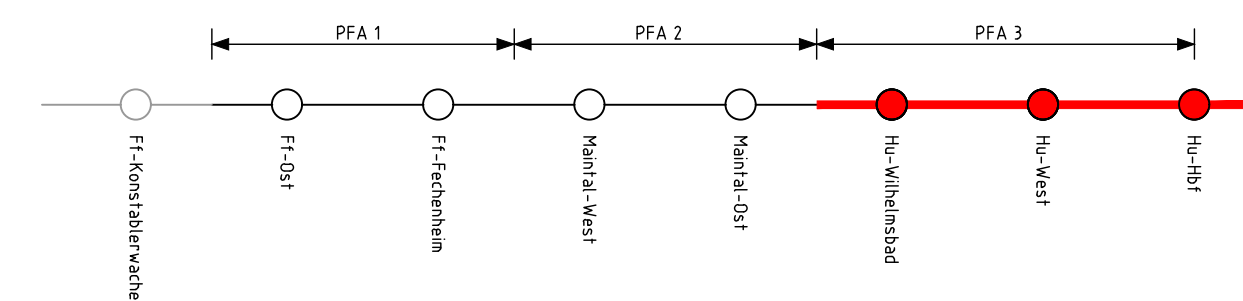 PFA 1
PFA 2
PFA 3
Ff-Konstablerwache
Ff-Ost
Ff-Fechenheim
Maintal-West
Maintal-Ost
Hu-Wilhelmsbad
Hu-West
Hu-Hbf